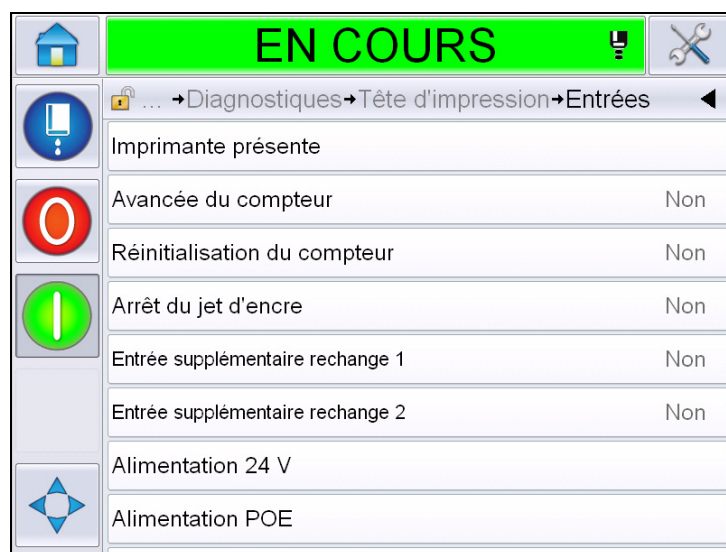 EN COURS
... →Diagnostiques→Tête d'impression→Entrées
Imprimante présente
Avancée du compteur Non
Réinitialisation du compteur Non
Arrêt du jet d'encre Non
Entrée supplémentaire rechange 1 Non
Entrée supplémentaire rechange 2 Non
Alimentation 24 V
Alimentation POE